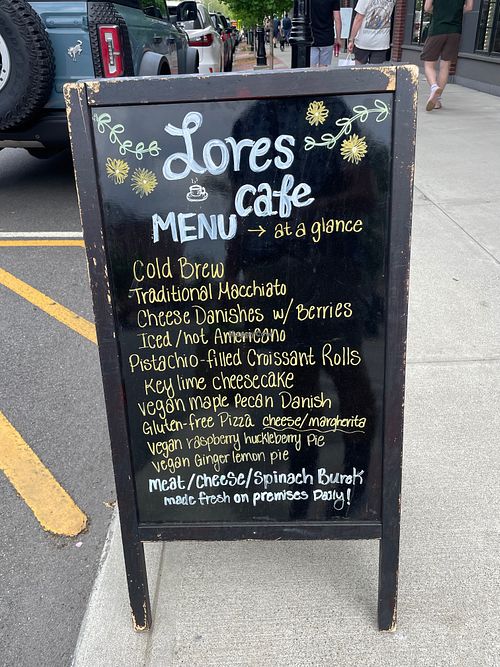 Lores
cafe
MENU → at a glance
Cold Brew
Traditional Macchiato
Cheese Danishes w/ Berries
Iced/hot Americano
Pistachio-filled Croissant Rolls
Key lime cheesecake
vegan maple pecan Danish
Gluten-free Pizza cheese/margherita
vegan raspberry huckleberry Pie
vegan Ginger lemon pie
meat/cheese/spinach Burek
made fresh on premises Daily!